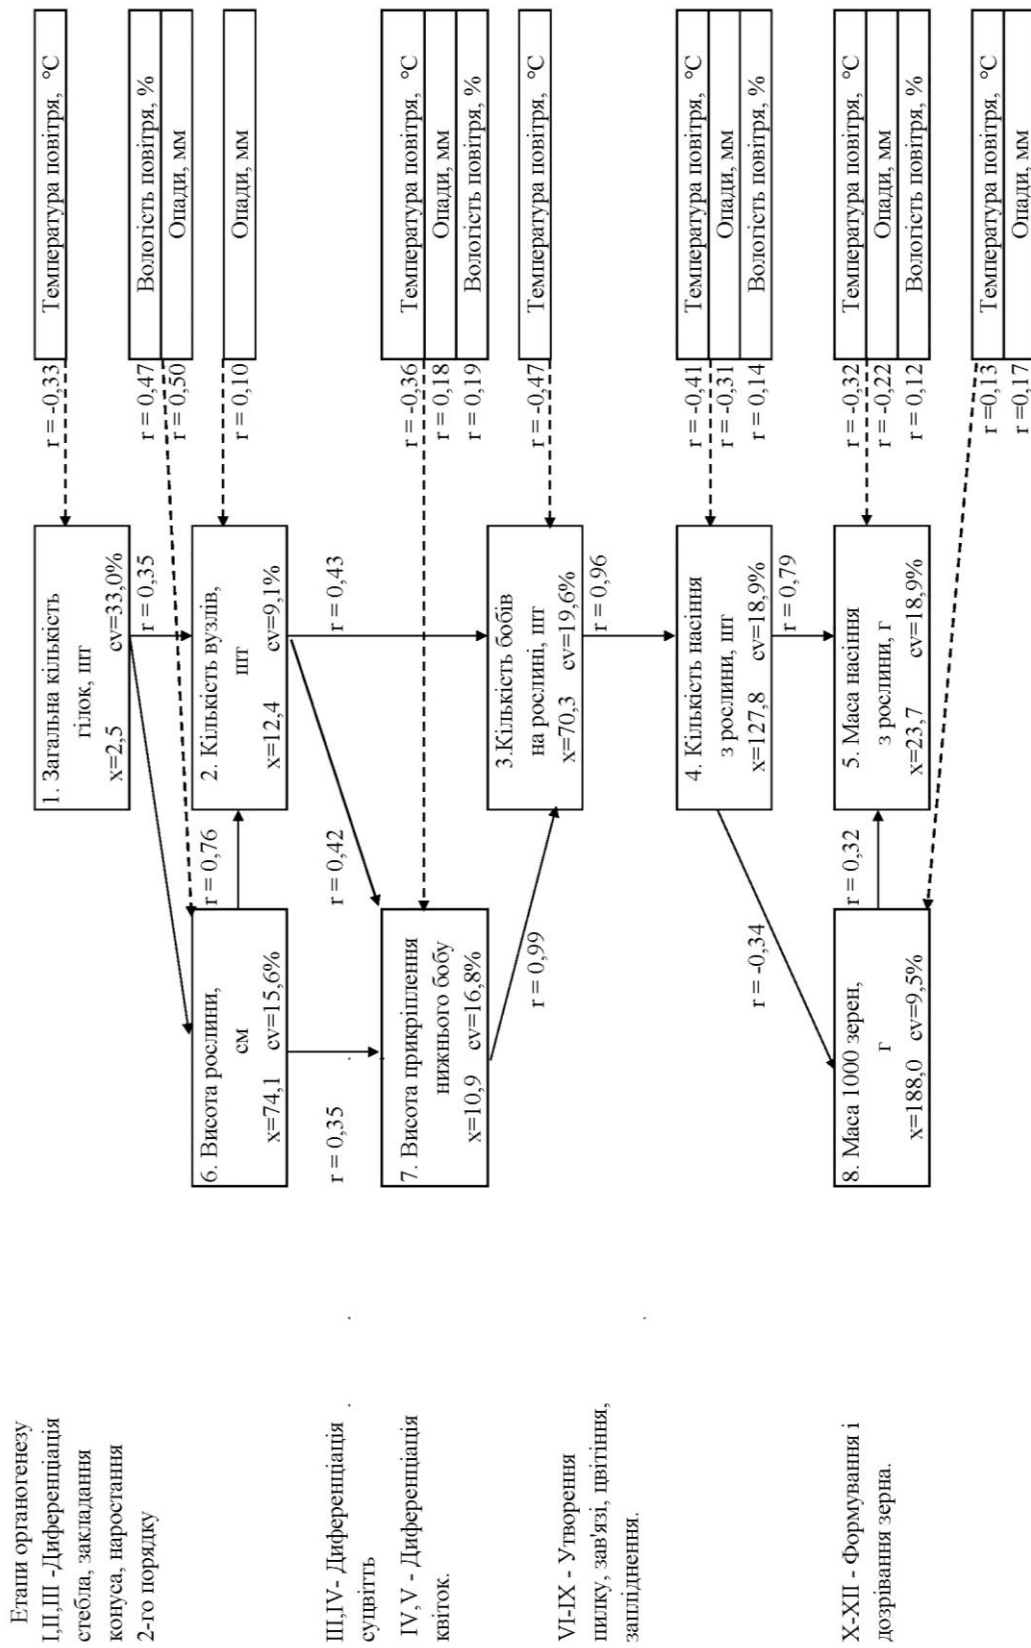 Етапи органогенезу
I,II,III -Диференціація
стебла, закладання
конуса, наростання
2-го порядку
III,IV- Диференціація
суцвітть
IV,V - Диференціація
квіток.
VI-IX - Утворення
пилку, зав'язі, цвітіння,
запліднення.
X-XII - Формування і
дозрівання зерна.
1. Загальна кількість
гілок, шт
x=2,5 cv=33,0%
r = -0,33
Температура повітря, °C
r = 0,35
r = 0,47
r = 0,50
Вологість повітря, %
Опади, мм
6. Висота рослини,
см
x=74,1 cv=15,6%
r = 0,76
2. Кількість вузлів,
шт
x=12,4 cv=9,1%
r = 0,10
Опади, мм
r = 0,35
r = 0,42
r = 0,43
7. Висота прикріплення
нижнього бобу
x=10,9 cv=16,8%
r = -0,36
r = 0,18
r = 0,19
Температура повітря, °C
Опади, мм
Вологість повітря, %
r = 0,99
3.Кількість бобів
на рослині, шт
x=70,3 cv=19,6%
r = -0,47
Температура повітря, °C
r = 0,96
4. Кількість насіння
з рослини, шт
x=127,8 cv=18,9%
r = -0,41
r = -0,31
r = 0,14
Температура повітря, °C
Опади, мм
Вологість повітря, %
r = -0,34
r = 0,79
8. Маса 1000 зерен,
г
x=188,0 cv=9,5%
r = 0,32
5. Маса насіння
з рослини, г
x=23,7 cv=18,9%
r = -0,32
r = -0,22
r = 0,12
Температура повітря, °C
Опади, мм
Вологість повітря, %
r =0,13
r =0,17
Температура повітря, °C
Опади, мм